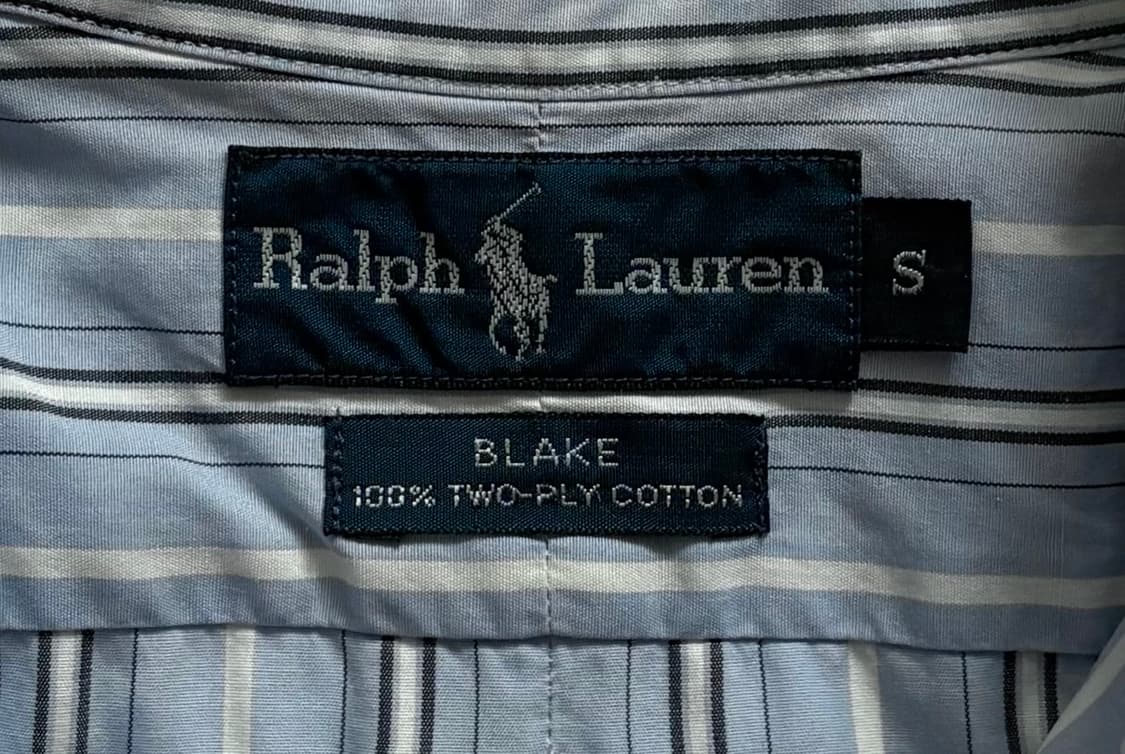 Ralph Lauren
S
BLAKE
100% TWO-PLY COTTON